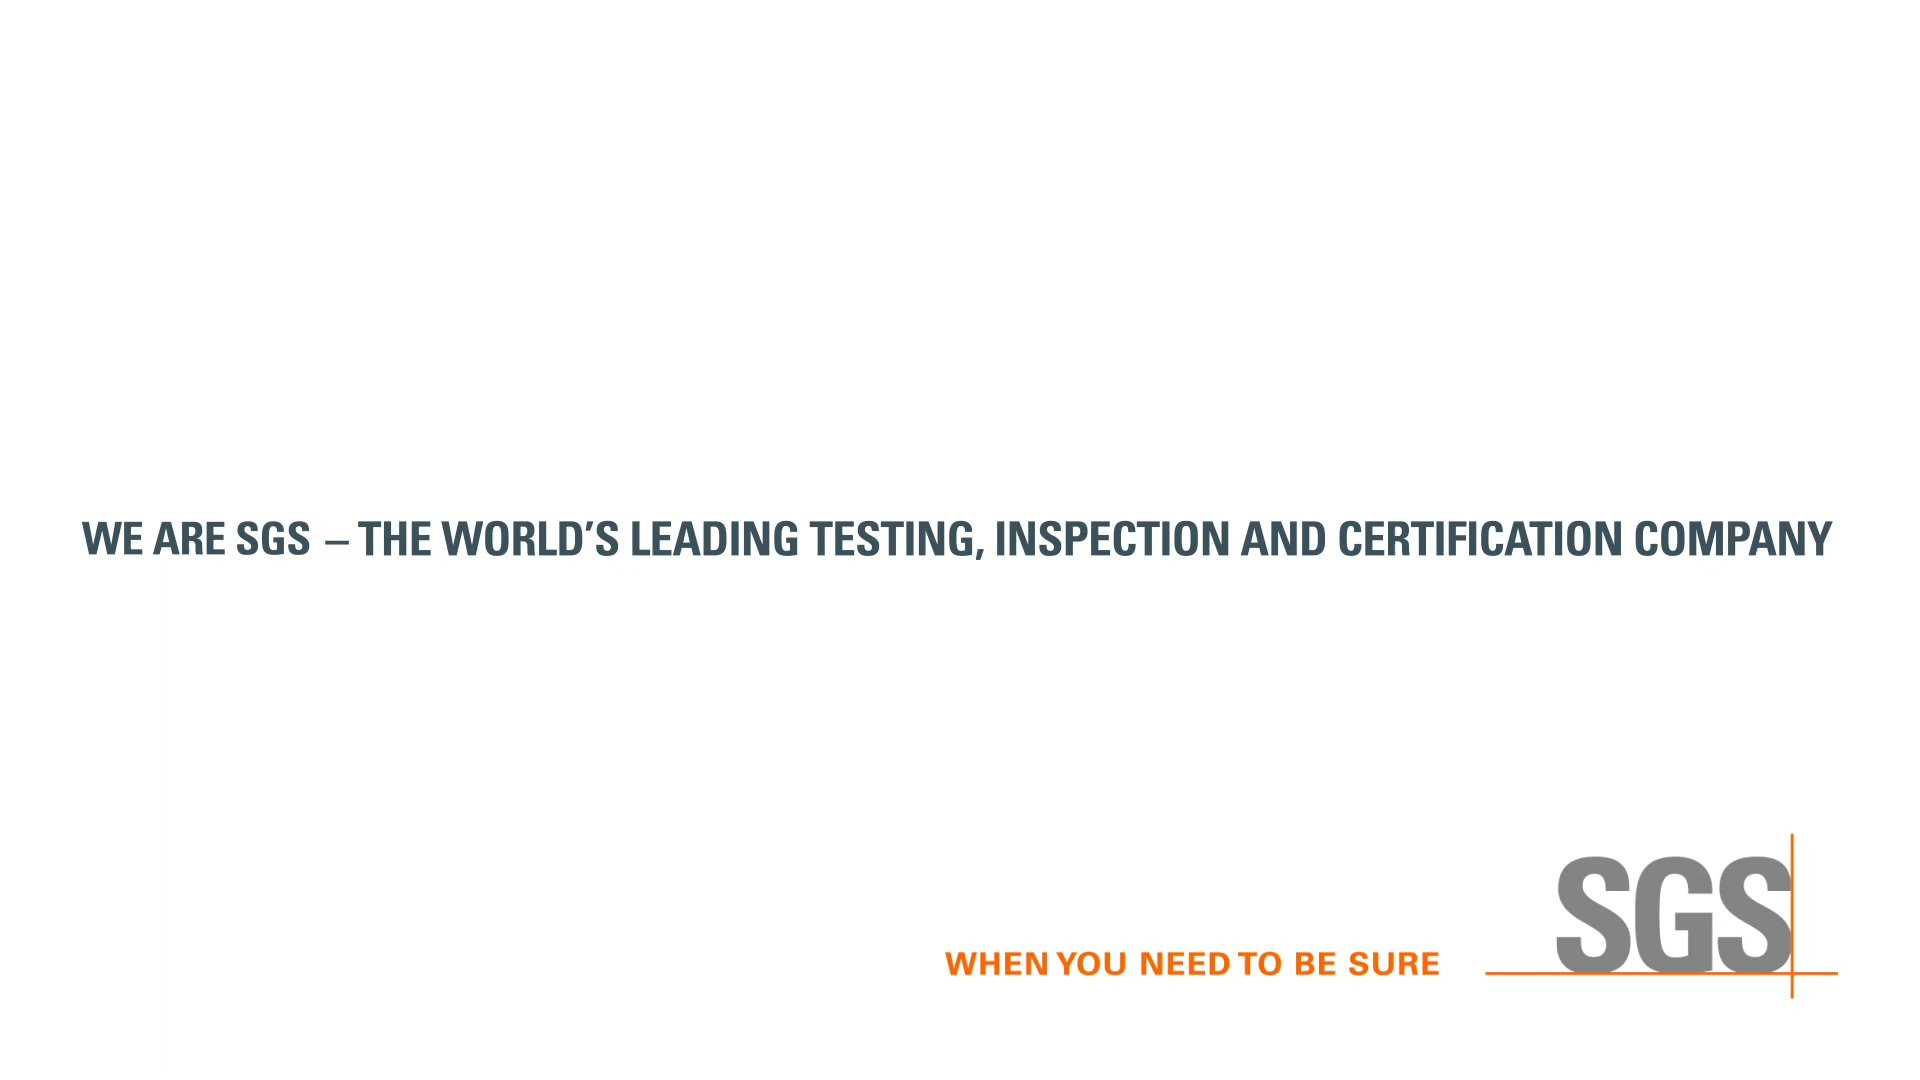 WE ARE SGS – THE WORLD’S LEADING TESTING, INSPECTION AND CERTIFICATION COMPANY
WHEN YOU NEED TO BE SURE
SGS